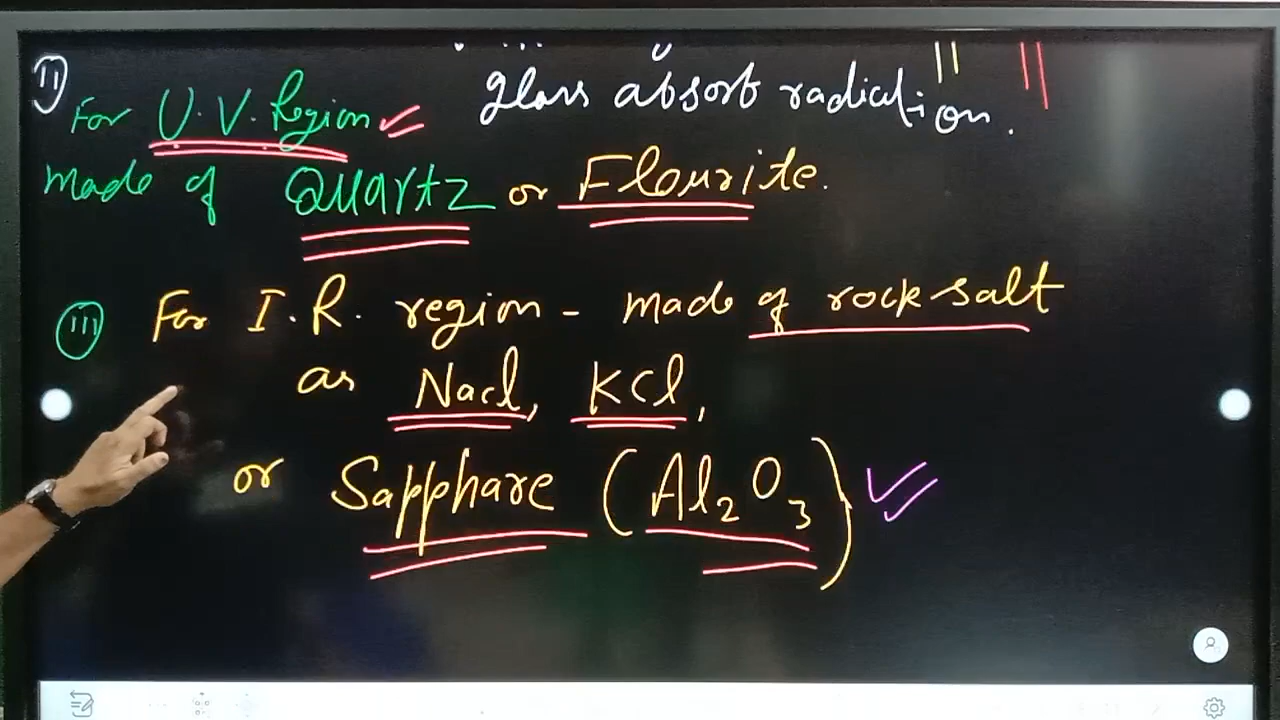 glass absorb radiation.
(ii) For U.V. Region
made of Quartz or Flourite.
(iii) For I.R. region - made of rock salt
as Nacl, KCl,
or Sapphare (Al₂O₃)